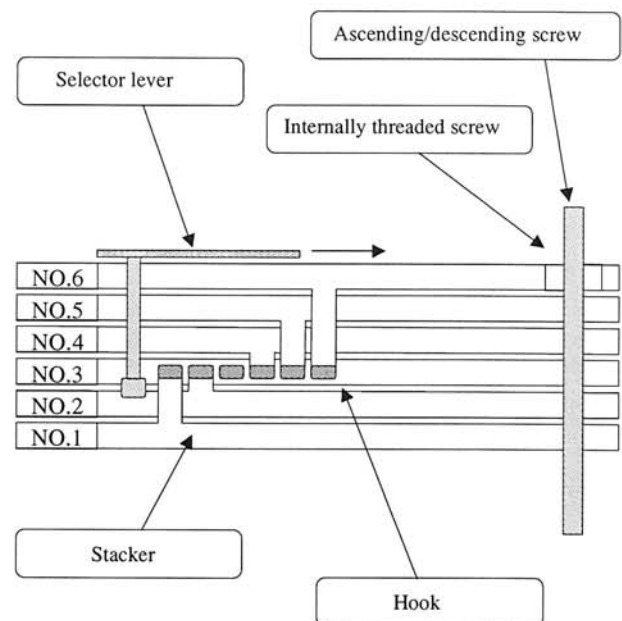 Ascending/descending screw
Selector lever
Internally threaded screw
NO.6
NO.5
NO.4
NO.3
NO.2
NO.1
Stacker
Hook